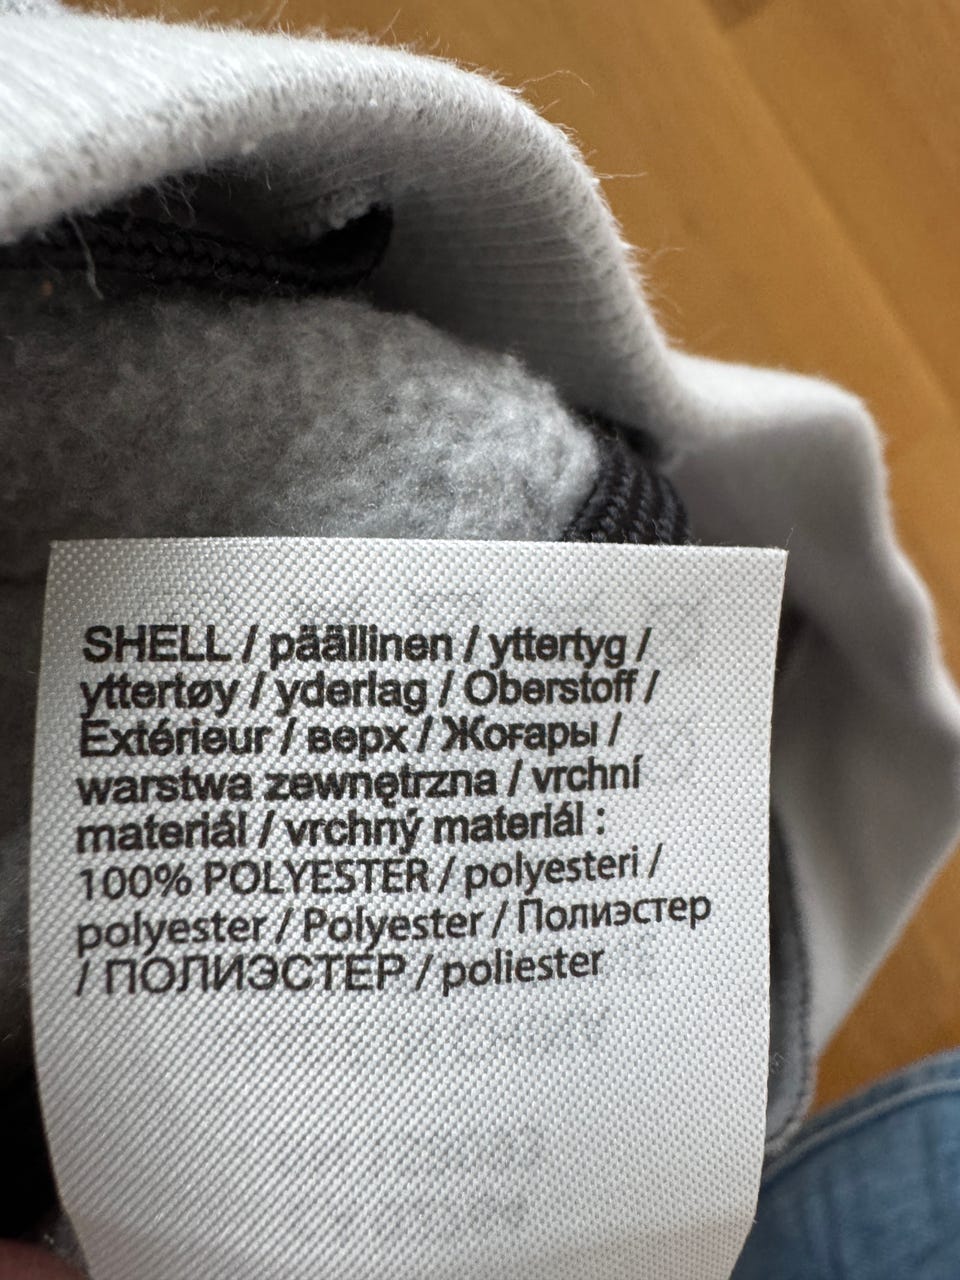 SHELL / päällinen / yttertyg /
yttertøy / yderlag / Oberstoff /
Extérieur / верх / Жоғары /
warstwa zewnętrzna / vrchní
materiál / vrchný materiál :
100% POLYESTER / polyesteri /
polyester / Polyester / Полиэстер
/ ПОЛИЭСТЕР / poliester